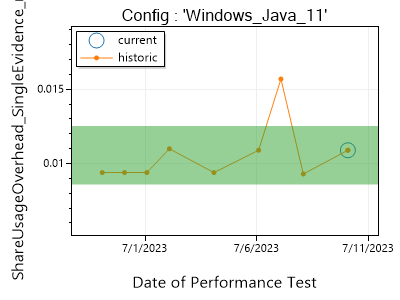 Config : 'Windows_Java_11'
current
historic
ShareUsageOverhead_SingleEvidence_
0.015
0.01
7/1/2023
7/6/2023
7/11/2023
Date of Performance Test